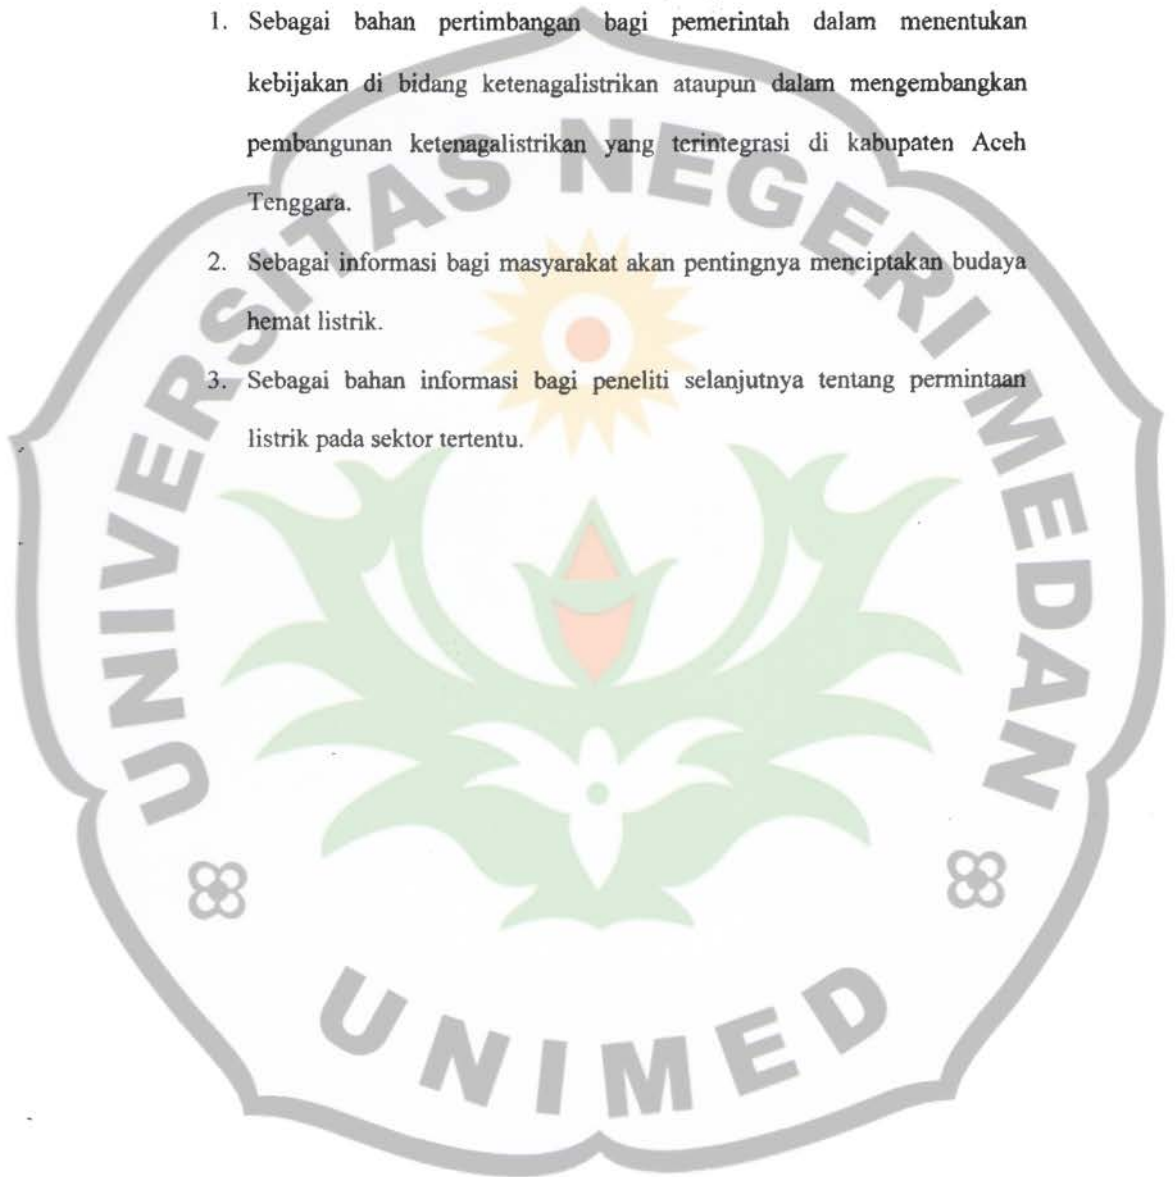 1. Sebagai bahan pertimbangan bagi pemerintah dalam menentukan
kebijakan di bidang ketenagalistrikan ataupun dalam mengembangkan
pembangunan ketenagalistrikan yang terintegrasi di kabupaten Aceh
Tenggara.
2. Sebagai informasi bagi masyarakat akan pentingnya menciptakan budaya
hemat listrik.
3. Sebagai bahan informasi bagi peneliti selanjutnya tentang permintaan
listrik pada sektor tertentu.
UNIVERSITAS NEGERI MEDAN
UNIMED